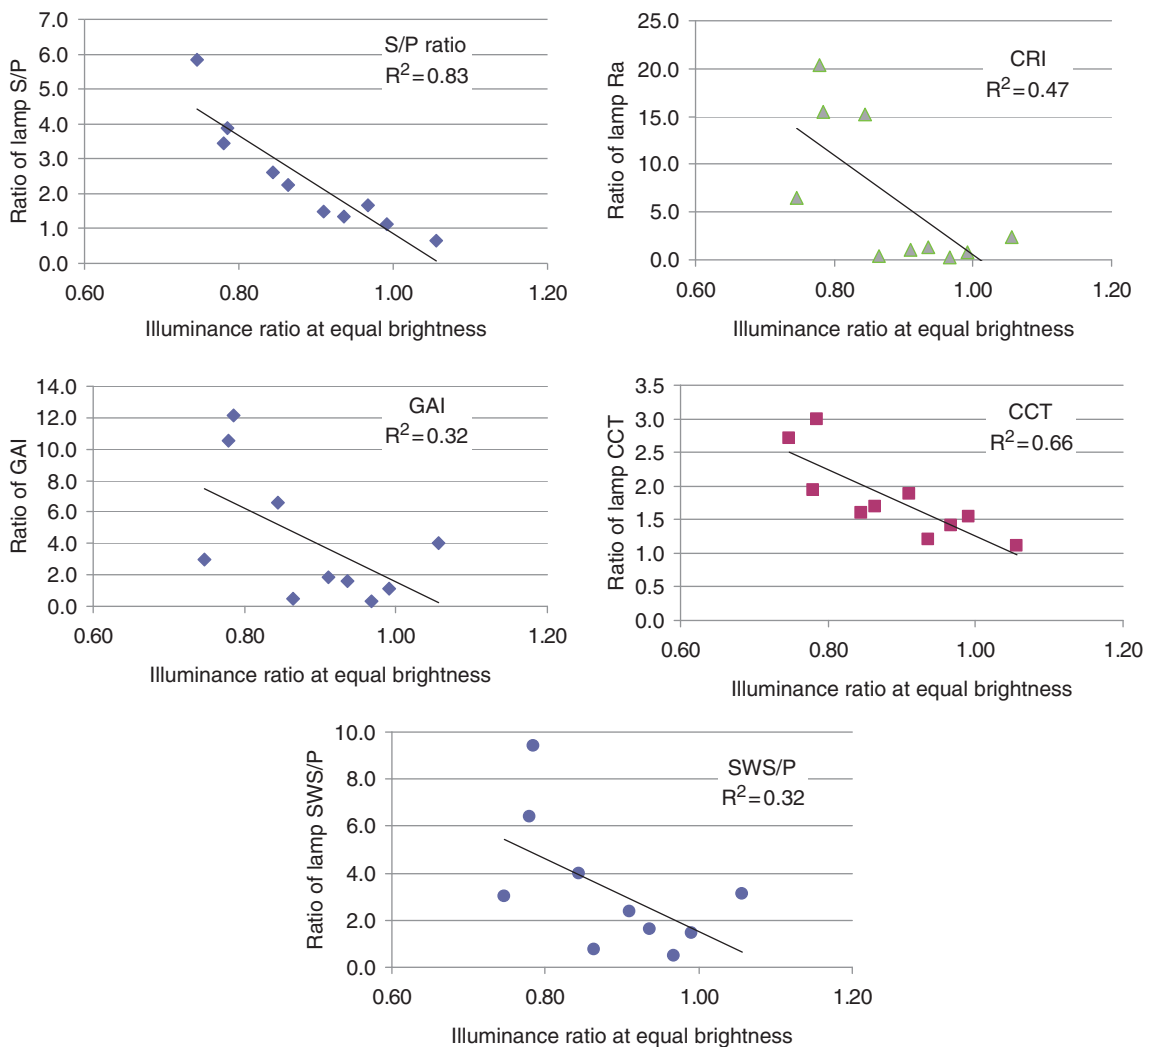 7.0
6.0
5.0
4.0
3.0
2.0
1.0
0.0
0.60
0.80
1.00
1.20
Ratio of lamp S/P
S/P ratio
R²=0.83
Illuminance ratio at equal brightness
25.0
20.0
15.0
10.0
5.0
0.0
0.60
0.80
1.00
1.20
Ratio of lamp Ra
CRI
R²=0.47
Illuminance ratio at equal brightness
14.0
12.0
10.0
8.0
6.0
4.0
2.0
0.0
0.60
0.80
1.00
1.20
Ratio of GAI
GAI
R²=0.32
Illuminance ratio at equal brightness
3.5
3.0
2.5
2.0
1.5
1.0
0.5
0.0
0.60
0.80
1.00
1.20
Ratio of lamp CCT
CCT
R²=0.66
Illuminance ratio at equal brightness
10.0
8.0
6.0
4.0
2.0
0.0
0.60
0.80
1.00
1.20
Ratio of lamp SWS/P
SWS/P
R²=0.32
Illuminance ratio at equal brightness